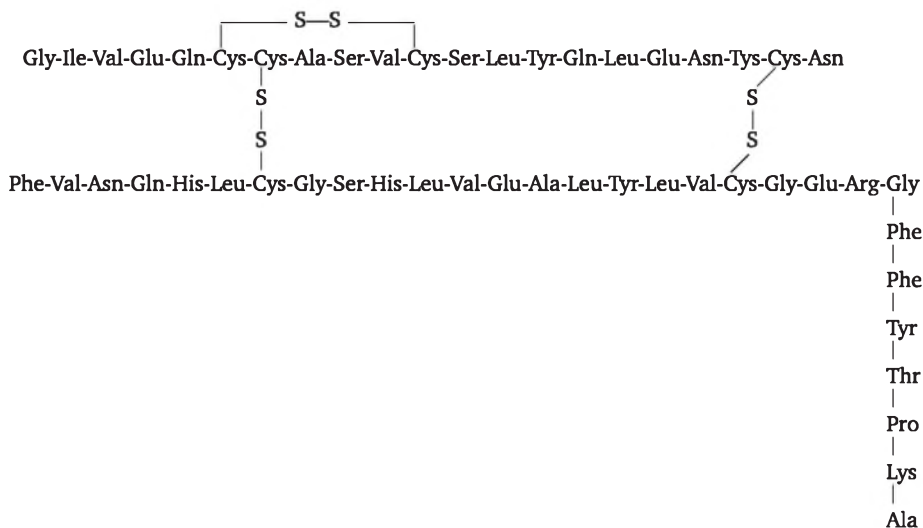 S—S
Gly-Ile-Val-Glu-Gln-Cys-Cys-Ala-Ser-Val-Cys-Ser-Leu-Tyr-Gln-Leu-Glu-Asn-Tys-Cys-Asn
S S
S S
Phe-Val-Asn-Gln-His-Leu-Cys-Gly-Ser-His-Leu-Val-Glu-Ala-Leu-Tyr-Leu-Val-Cys-Gly-Glu-Arg-Gly
Phe
Phe
Tyr
Thr
Pro
Lys
Ala